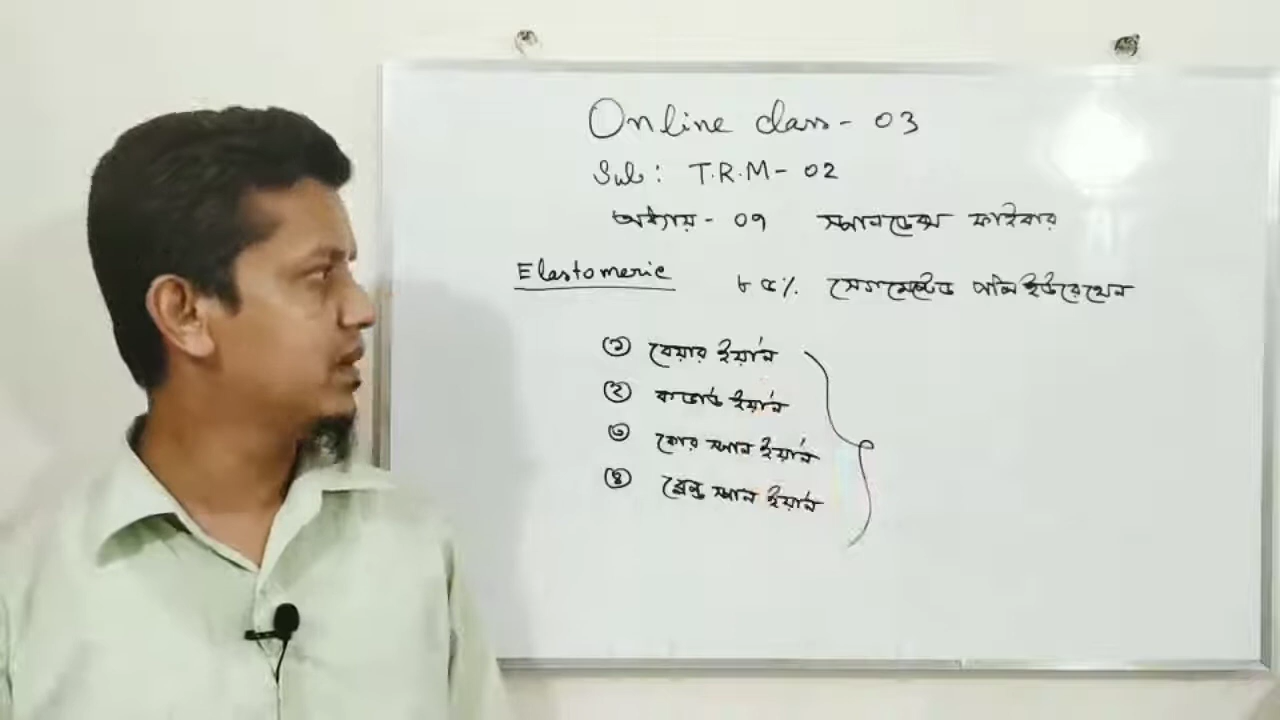 Online class - 03
Sub: T.R.M - 02
অধ্যায় - ০৭ স্পানডেক্স ফাইবার
Elastomeric ৮৫% সেগমেন্টেড পলিইউরেথেন
১ বেয়ার ইয়ার্ন
২ কভার্ড ইয়ার্ন
৩ কোর স্পান ইয়ার্ন
৪ ব্লেন্ড স্পান ইয়ার্ন